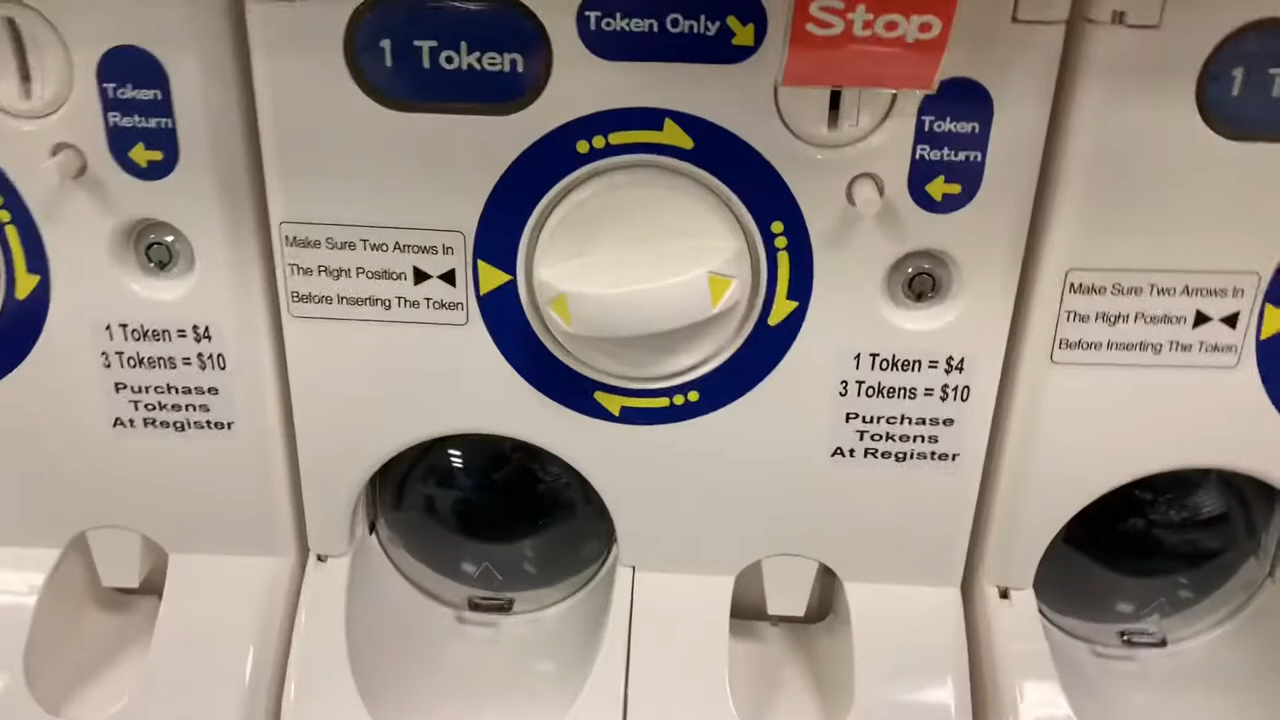 Token
Return
1 Token = $4
3 Tokens = $10
Purchase
Tokens
At Register
1 Token
Token Only
Stop
Token
Return
Make Sure Two Arrows In
The Right Position
Before Inserting The Token
1 Token = $4
3 Tokens = $10
Purchase
Tokens
At Register
1
Make Sure Two Arrows In
The Right Position
Before Inserting The Token